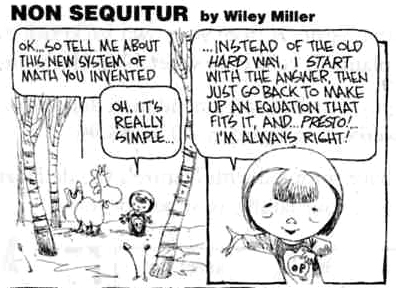 NON SEQUITUR by Wiley Miller
OK...SO TELL ME ABOUT
THIS NEW SYSTEM OF
MATH YOU INVENTED
OH, IT'S
REALLY
SIMPLE...
...INSTEAD OF THE OLD
HARD WAY, I START
WITH THE ANSWER, THEN
JUST GO BACK TO MAKE
UP AN EQUATION THAT
FITS IT, AND...PRESTO!
I'M ALWAYS RIGHT!